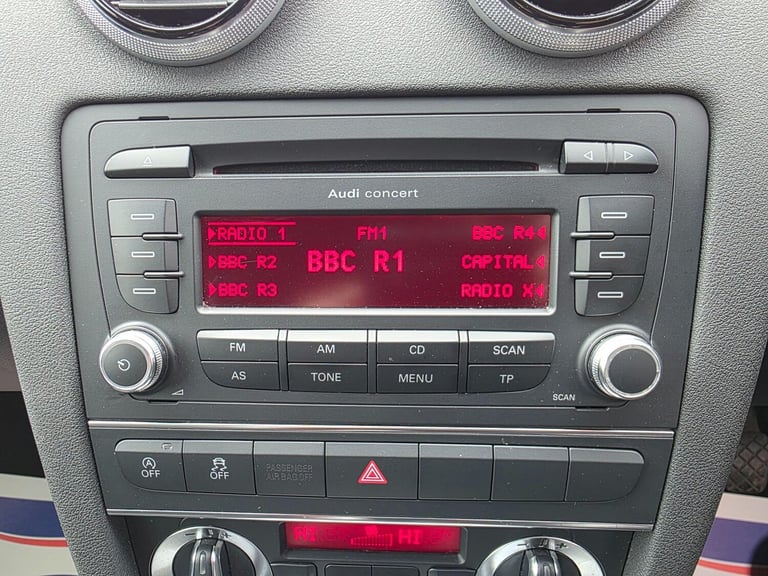 Audi concert
RADIO 1 FM1 BBC R4
BBC R2 BBC R1 CAPITAL
BBC R3 RADIO X
FM AM CD SCAN
AS TONE MENU TP
SCAN
A OFF OFF PASSENGER AIR BAG OFF
HI